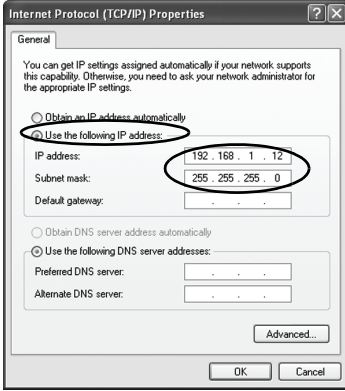 Internet Protocol (TCP/IP) Properties
General
You can get IP settings assigned automatically if your network supports
this capability. Otherwise, you need to ask your network administrator for
the appropriate IP settings.
Obtain an IP address automatically
Use the following IP address:
IP address: 192 . 168 . 1 . 12
Subnet mask: 255 . 255 . 255 . 0
Default gateway: . . .
Obtain DNS server address automatically
Use the following DNS server addresses:
Preferred DNS server: . . .
Alternate DNS server: . . .
Advanced...
OK Cancel